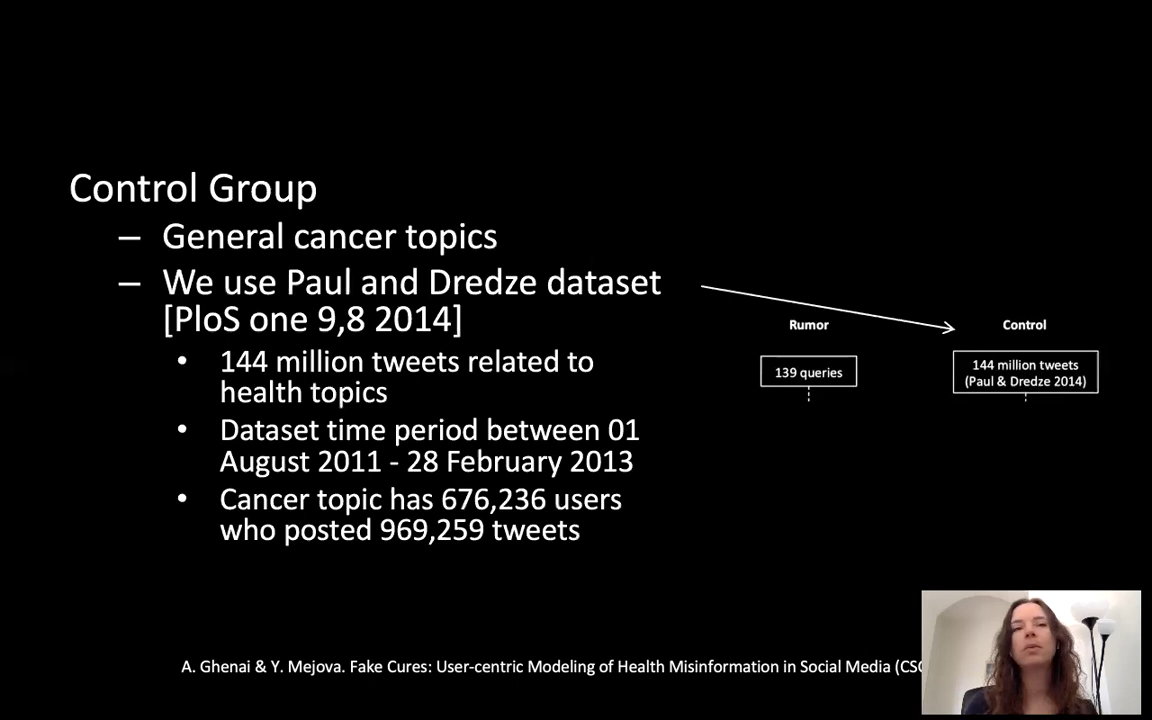 Control Group
– General cancer topics
– We use Paul and Dredze dataset
[PloS one 9,8 2014]
• 144 million tweets related to
health topics
• Dataset time period between 01
August 2011 - 28 February 2013
• Cancer topic has 676,236 users
who posted 969,259 tweets
Rumor
139 queries
Control
144 million tweets
(Paul & Dredze 2014)
A. Ghenai & Y. Mejova. Fake Cures: User-centric Modeling of Health Misinformation in Social Media